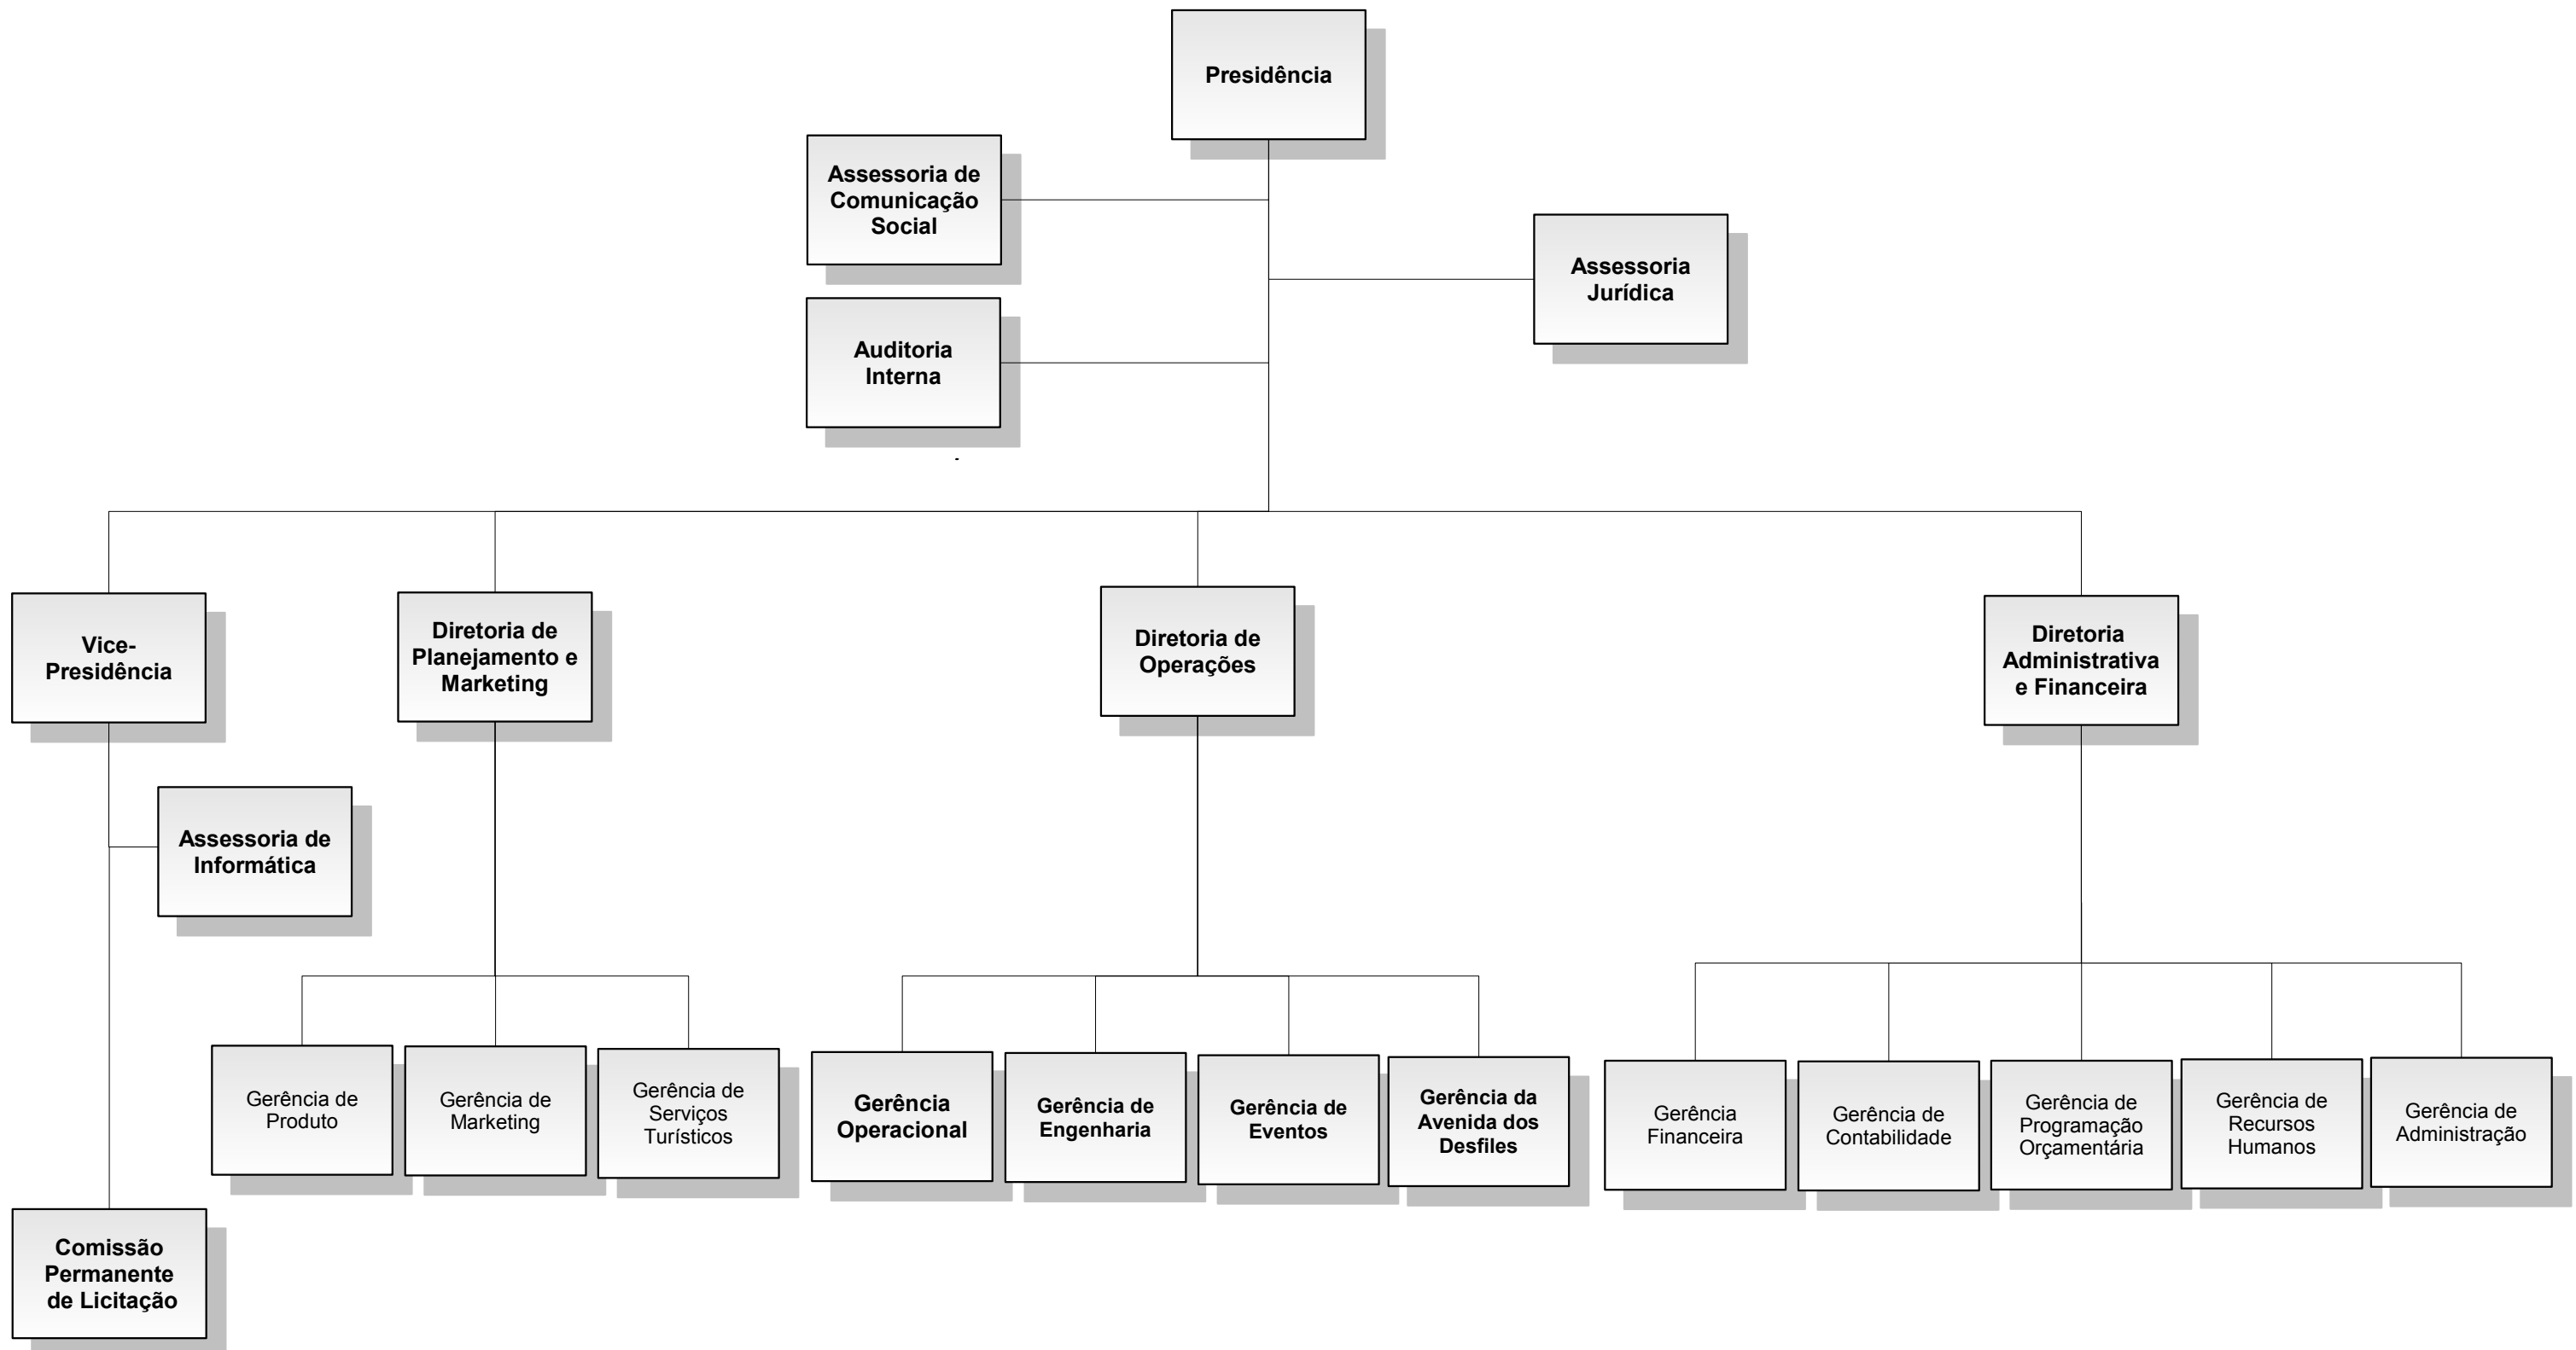 Presidência
Assessoria de
Comunicação
Social
Assessoria
Jurídica
Auditoria
Interna
Vice-
Presidência
Diretoria de
Planejamento e
Marketing
Diretoria de
Operações
Diretoria
Administrativa
e Financeira
Assessoria de
Informática
Gerência de
Produto
Gerência de
Marketing
Gerência de
Serviços
Turísticos
Gerência
Operacional
Gerência de
Engenharia
Gerência de
Eventos
Gerência da
Avenida dos
Desfiles
Gerência
Financeira
Gerência de
Contabilidade
Gerência de
Programação
Orçamentária
Gerência de
Recursos
Humanos
Gerência de
Administração
Comissão
Permanente
de Licitação